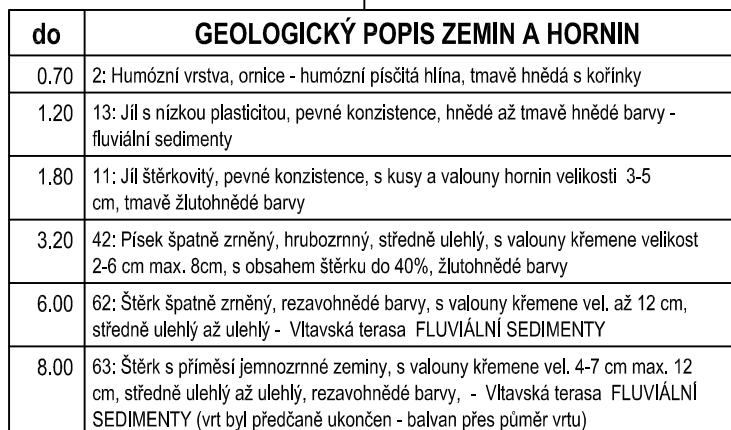 do GEOLOGICKÝ POPIS ZEMIN A HORNIN
0.70 2: Humózní vrstva, ornice - humózní písčitá hlína, tmavě hnědá s kořínky
1.20 13: Jíl s nízkou plasticitou, pevné konzistence, hnědé až tmavě hnědé barvy -
fluviální sedimenty
1.80 11: Jíl štěrkovitý, pevné konzistence, s kusy a valouny hornin velikosti 3-5
cm, tmavě žlutohnědé barvy
3.20 42: Písek špatně zrněný, hrubozrnný, středně ulehlý, s valouny křemene velikost
2-6 cm max. 8cm, s obsahem štěrku do 40%, žlutohnědé barvy
6.00 62: Štěrk špatně zrněný, rezavohnědé barvy, s valouny křemene vel. až 12 cm,
středně ulehlý až ulehlý - Vltavská terasa FLUVIÁLNÍ SEDIMENTY
8.00 63: Štěrk s příměsí jemnozrnné zeminy, s valouny křemene vel. 4-7 cm max. 12
cm, středně ulehlý až ulehlý, rezavohnědé barvy, - Vltavská terasa FLUVIÁLNÍ
SEDIMENTY (vrt byl předčaně ukončen - balvan přes půměr vrtu)